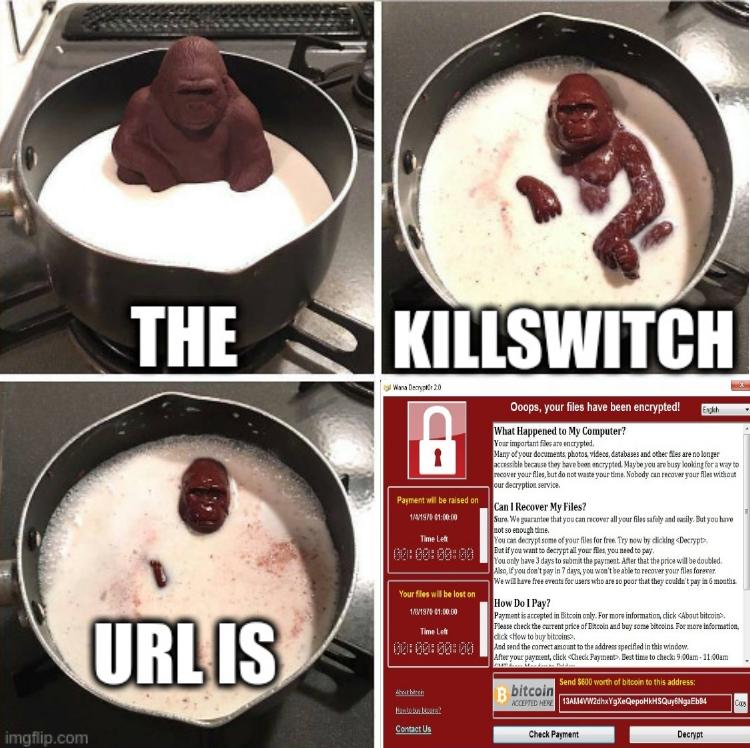 THE
KILLSWITCH
URL IS
Wana Decrypt0r 2.0
Ooops, your files have been encrypted!
English
What Happened to My Computer?
Your important files are encrypted.
Many of your documents, photos, videos, databases and other files are no longer
accessible because they have been encrypted. Maybe you are busy looking for a way to
recover your files, but do not waste your time. Nobody can recover your files without
our decryption service.
Can I Recover My Files?
Sure. We guarantee that you can recover all your files safely and easily. But you have
not so enough time.
You can decrypt some of your files for free. Try now by clicking <Decrypt>.
But if you want to decrypt all your files, you need to pay.
You only have 3 days to submit the payment. After that the price will be doubled.
Also, if you don't pay in 7 days, you won't be able to recover your files forever.
We will have free events for users who are so poor that they couldn't pay in 6 months.
How Do I Pay?
Payment is accepted in Bitcoin only. For more information, click <About bitcoin>.
Please check the current price of Bitcoin and buy some bitcoins. For more information,
click <How to buy bitcoins>.
And send the correct amount to the address specified in this window.
After your payment, click <Check Payment>. Best time to check: 9:00am - 11:00am
Payment will be raised on
1/4/1970 01:00:00
Time Left
00:00:00:00
Your files will be lost on
1/8/1970 01:00:00
Time Left
00:00:00:00
About bitcoin
How to buy bitcoins?
Contact Us
bitcoin
ACCEPTED HERE
Send $600 worth of bitcoin to this address:
13AM4VW2dhxYgXeQepoHkHSQuy6NgaEb94
Copy
Check Payment
Decrypt
imgflip.com